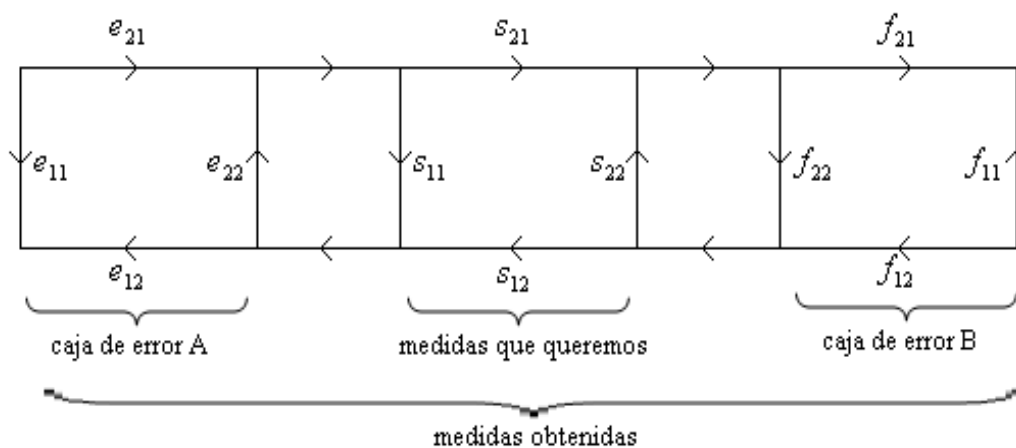 e21 s21 f21
e11 e22 s11 s22 f22 f11
e12 s12 f12
caja de error A medidas que queremos caja de error B
medidas obtenidas